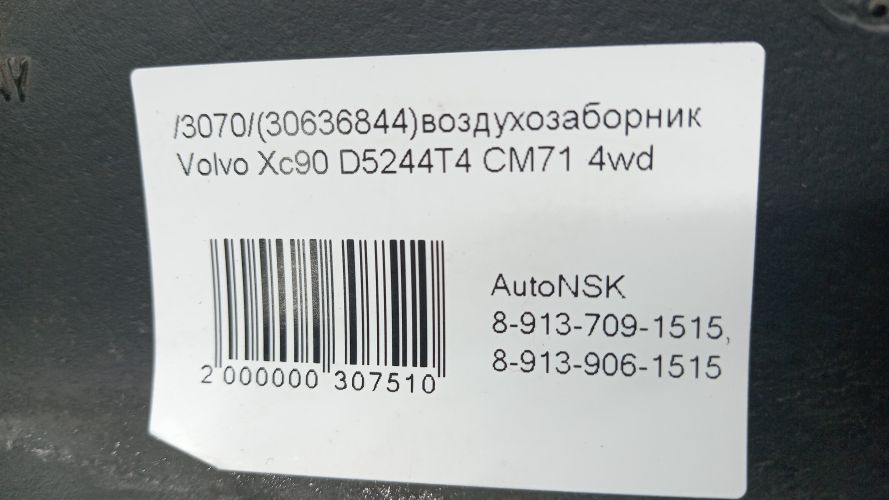 /3070/(30636844)воздухозаборник
Volvo Xc90 D5244T4 CM71 4wd
AutoNSK
8-913-709-1515,
8-913-906-1515
2 000000 307510